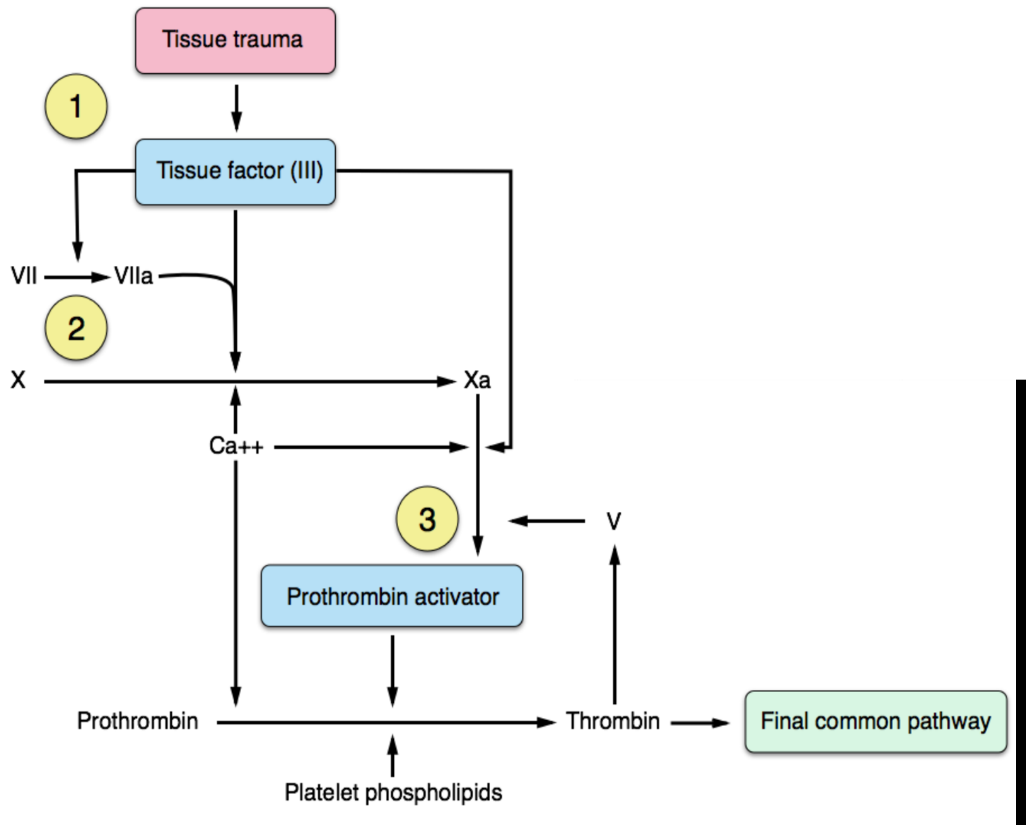 Tissue trauma
1
Tissue factor (III)
VII
VIIa
2
X
Xa
Ca++
3
V
Prothrombin activator
Prothrombin
Thrombin
Final common pathway
Platelet phospholipids